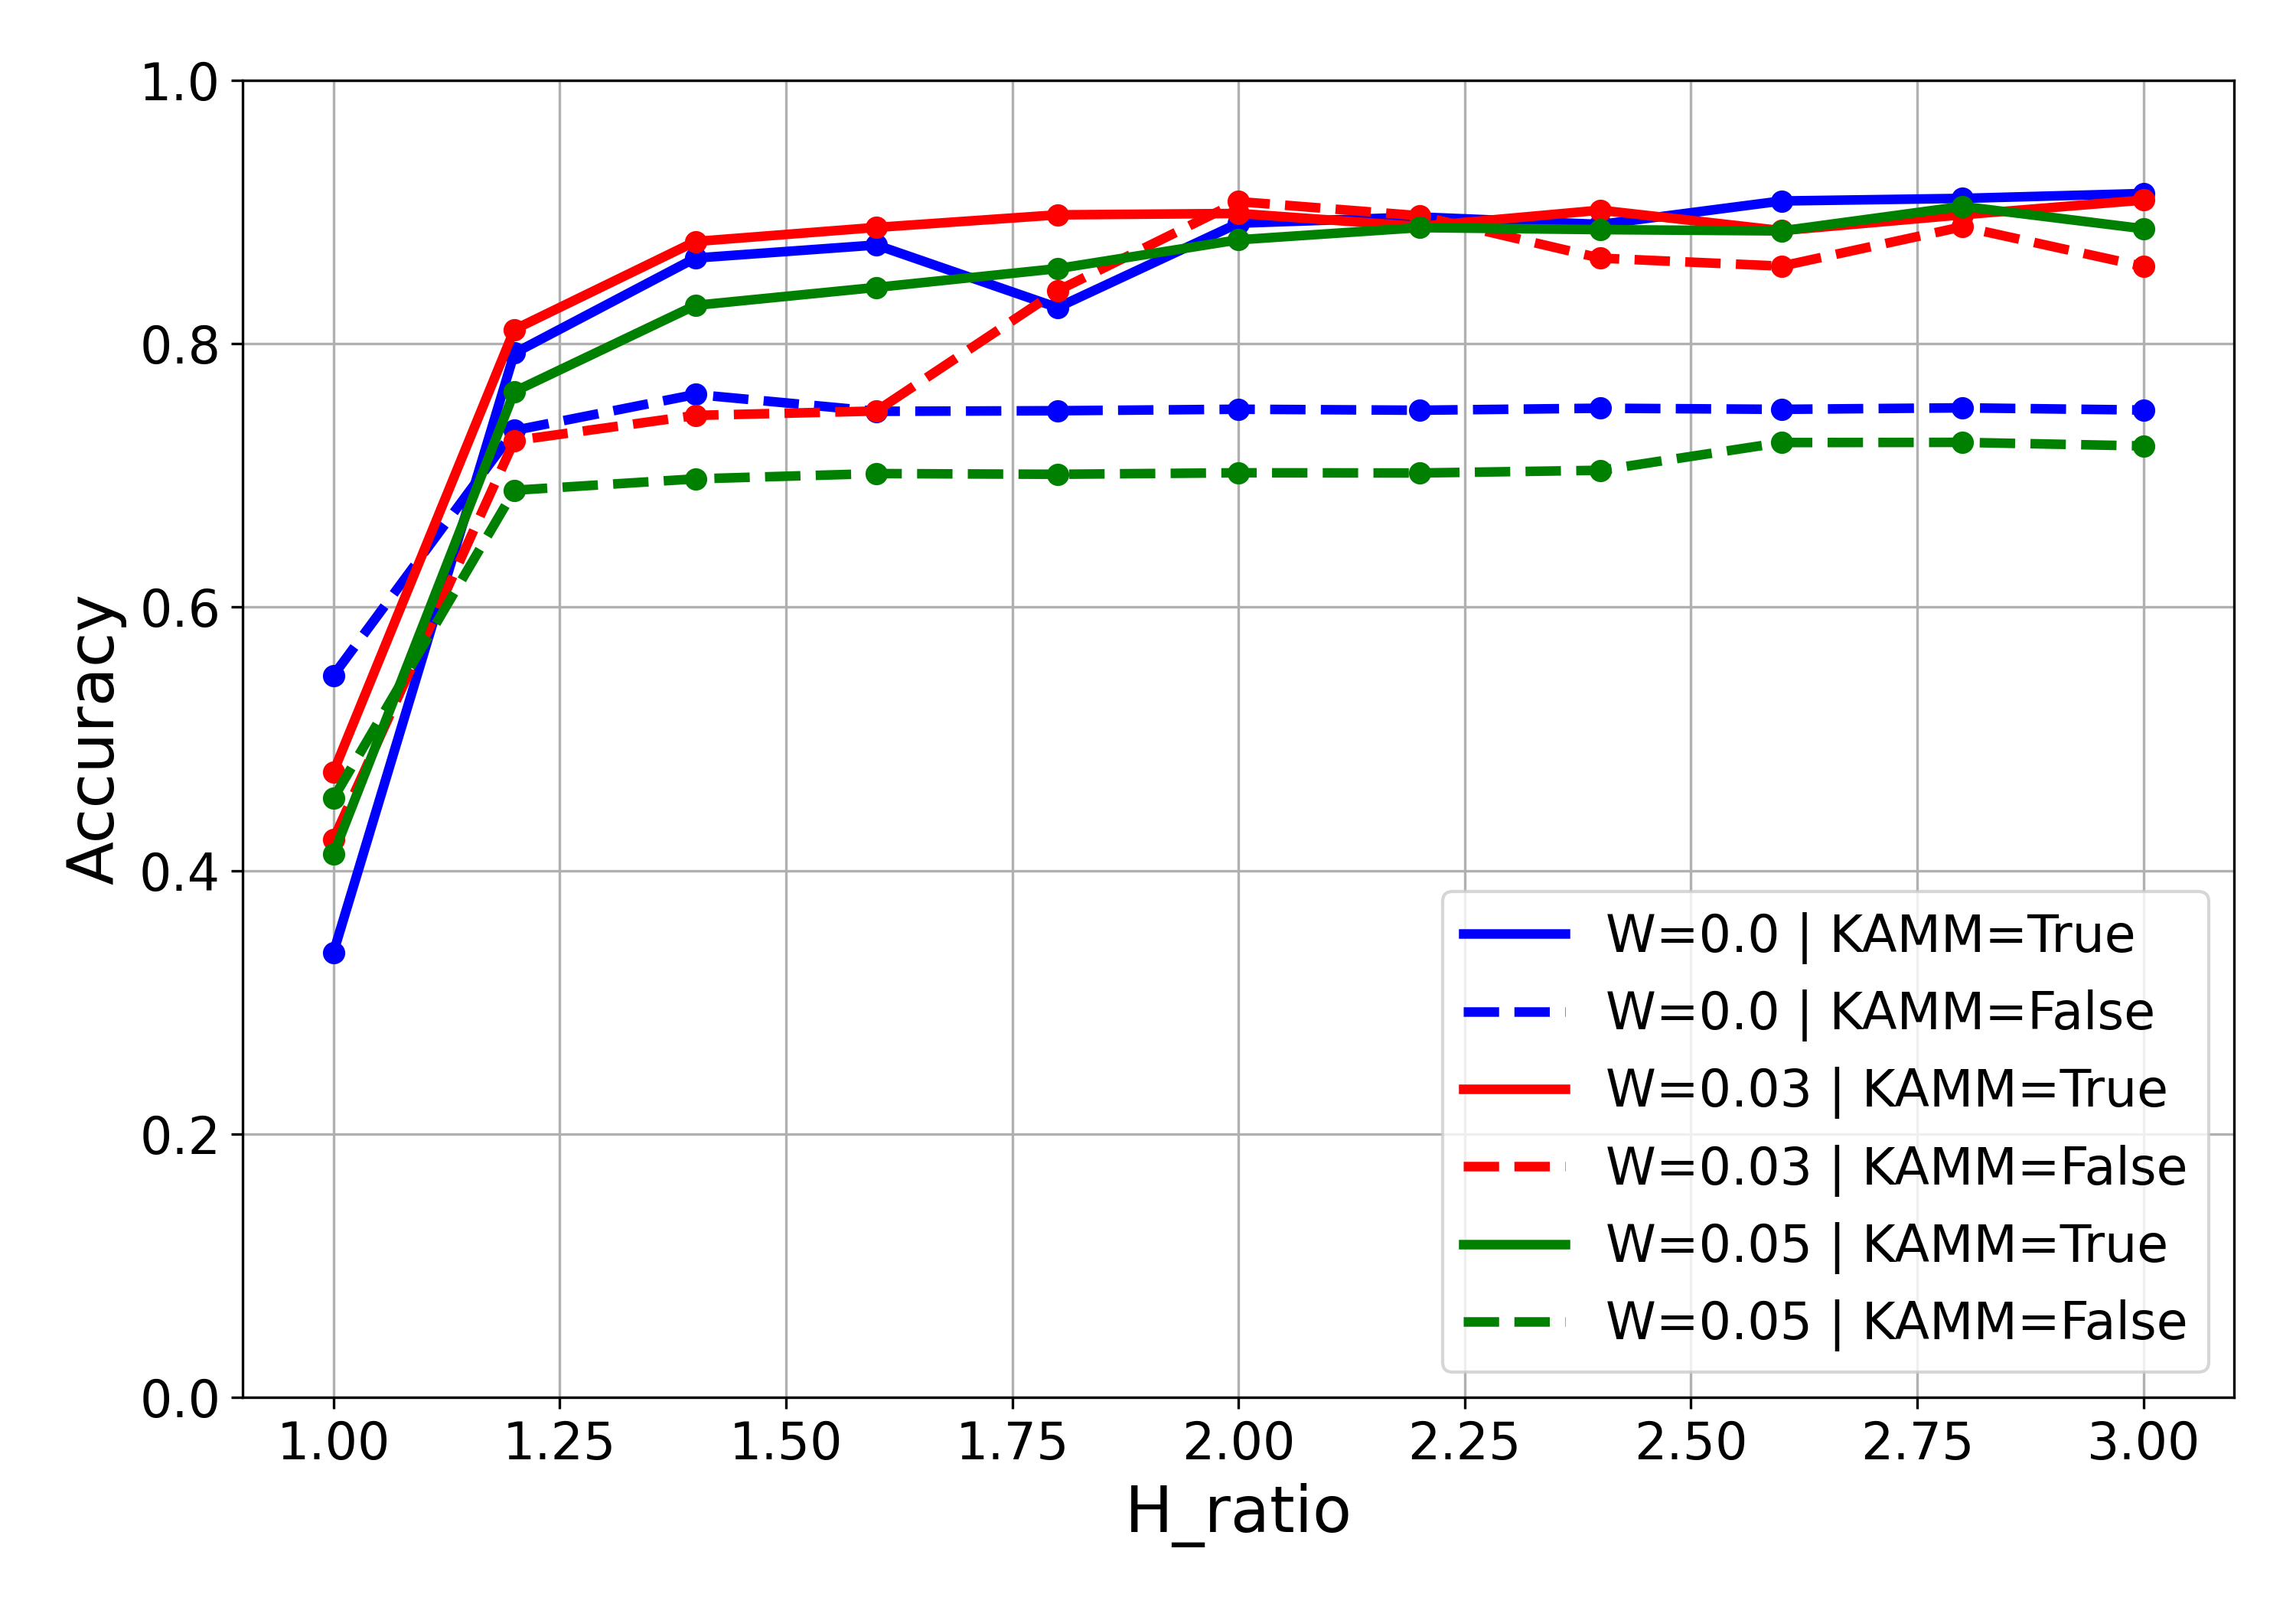 1.0
0.8
0.6
0.4
0.2
0.0
Accuracy
1.00 1.25 1.50 1.75 2.00 2.25 2.50 2.75 3.00
H_ratio
W=0.0 | KAMM=True
W=0.0 | KAMM=False
W=0.03 | KAMM=True
W=0.03 | KAMM=False
W=0.05 | KAMM=True
W=0.05 | KAMM=False